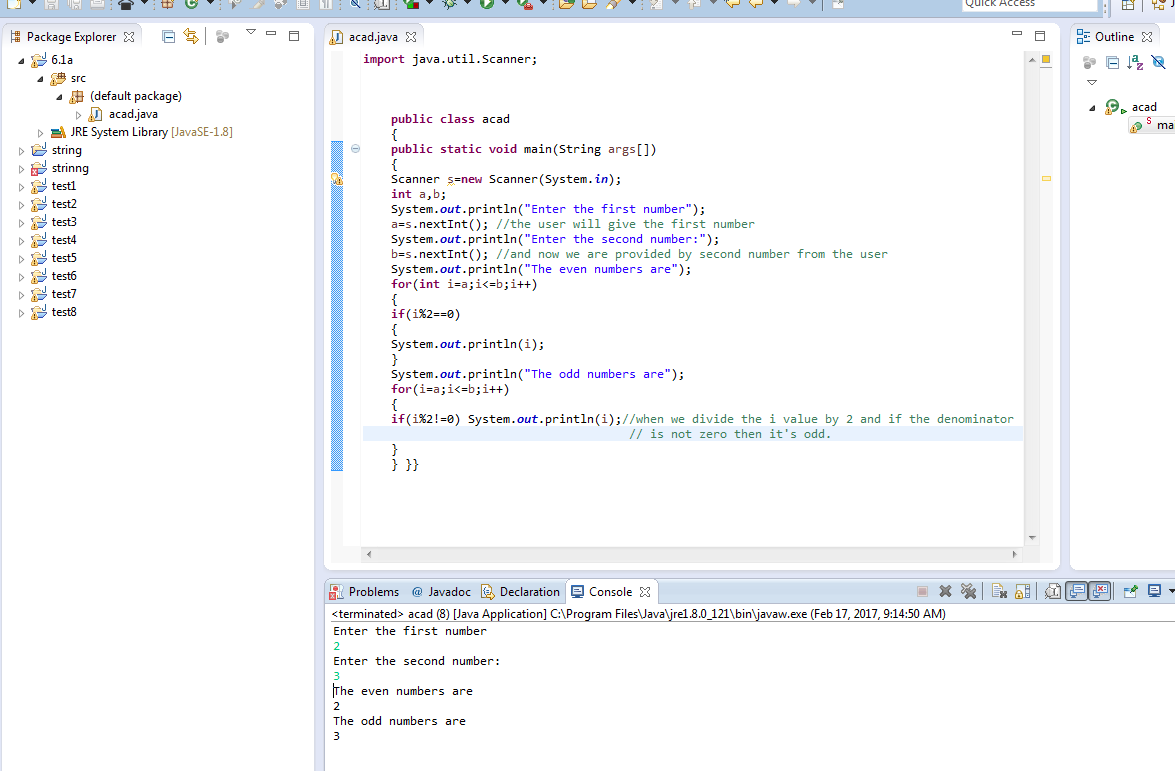 Quick Access
Package Explorer
6.1a
src
(default package)
acad.java
JRE System Library [JavaSE-1.8]
string
strinng
test1
test2
test3
test4
test5
test6
test7
test8
acad.java
import java.util.Scanner;
public class acad
{
public static void main(String args[])
{
Scanner s=new Scanner(System.in);
int a,b;
System.out.println("Enter the first number");
a=s.nextInt(); //the user will give the first number
System.out.println("Enter the second number:");
b=s.nextInt(); //and now we are provided by second number from the user
System.out.println("The even numbers are");
for(int i=a;i<=b;i++)
{
if(i%2==0)
{
System.out.println(i);
}
System.out.println("The odd numbers are");
for(i=a;i<=b;i++)
{
if(i%2!=0) System.out.println(i);//when we divide the i value by 2 and if the denominator
// is not zero then it's odd.
}
} }}
Outline
acad
S ma
Problems @ Javadoc Declaration Console
<terminated> acad (8) [Java Application] C:\Program Files\Java\jre1.8.0_121\bin\javaw.exe (Feb 17, 2017, 9:14:50 AM)
Enter the first number
2
Enter the second number:
3
The even numbers are
2
The odd numbers are
3